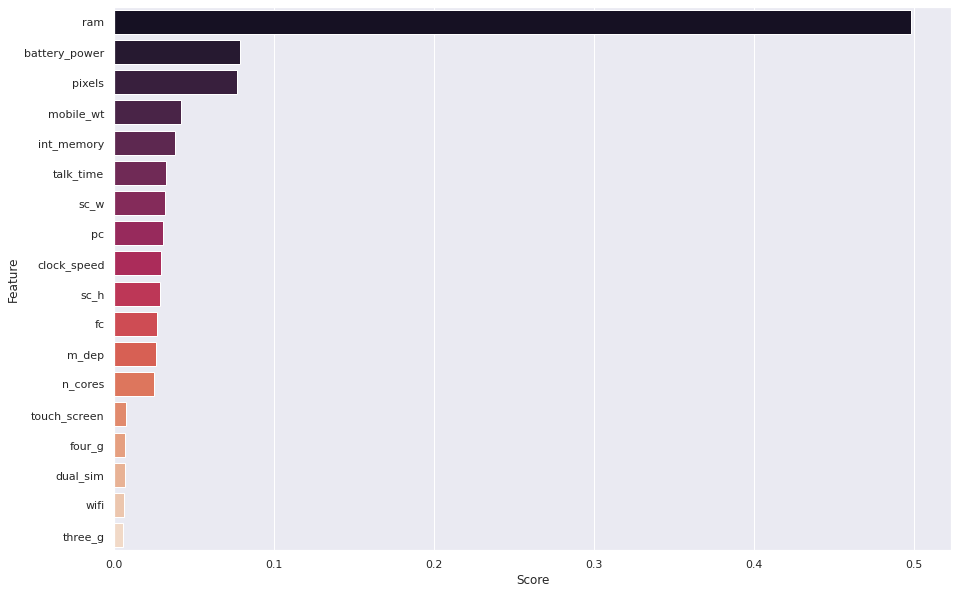 ram
battery_power
pixels
mobile_wt
int_memory
talk_time
sc_w
pc
clock_speed
sc_h
fc
m_dep
n_cores
touch_screen
four_g
dual_sim
wifi
three_g
Feature
0.0 0.1 0.2 0.3 0.4 0.5
Score